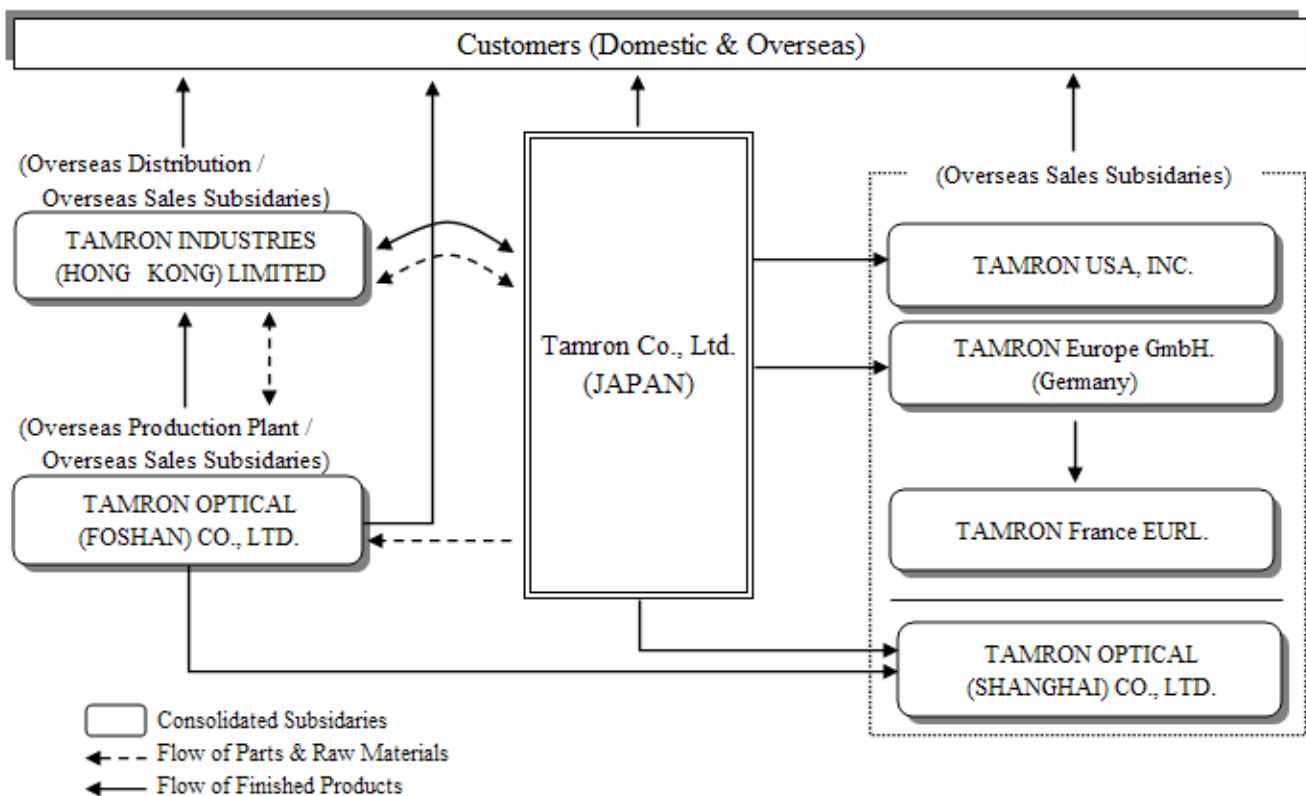 Customers (Domestic & Overseas)
(Overseas Distribution /
Overseas Sales Subsidaries)
TAMRON INDUSTRIES
(HONG KONG) LIMITED
(Overseas Production Plant /
Overseas Sales Subsidaries)
TAMRON OPTICAL
(FOSHAN) CO., LTD.
Tamron Co., Ltd.
(JAPAN)
(Overseas Sales Subsidiaries)
TAMRON USA, INC.
TAMRON Europe GmbH.
(Germany)
TAMRON France EURL.
TAMRON OPTICAL
(SHANGHAI) CO., LTD.
Consolidated Subsidaries
Flow of Parts & Raw Materials
Flow of Finished Products